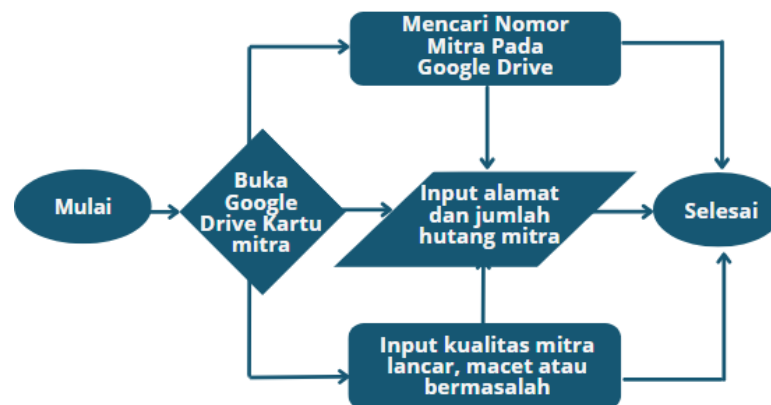 Mencari Nomor
Mitra Pada
Google Drive
Mulai
Buka
Google
Drive Kartu
mitra
Input alamat
dan jumlah
hutang mitra
Selesai
Input kualitas mitra
lancar, macet atau
bermasalah